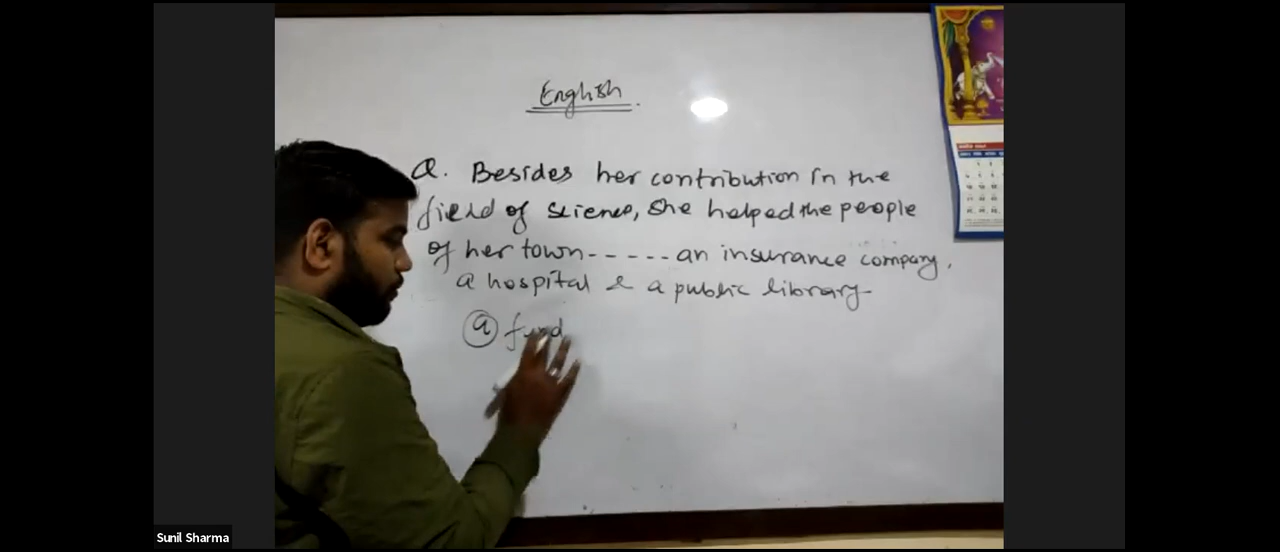 English.
Q. Besides her contribution in the
field of science, she helped the people
of her town ------ an insurance company,
a hospital & a public library
(a) fund
Sunil Sharma